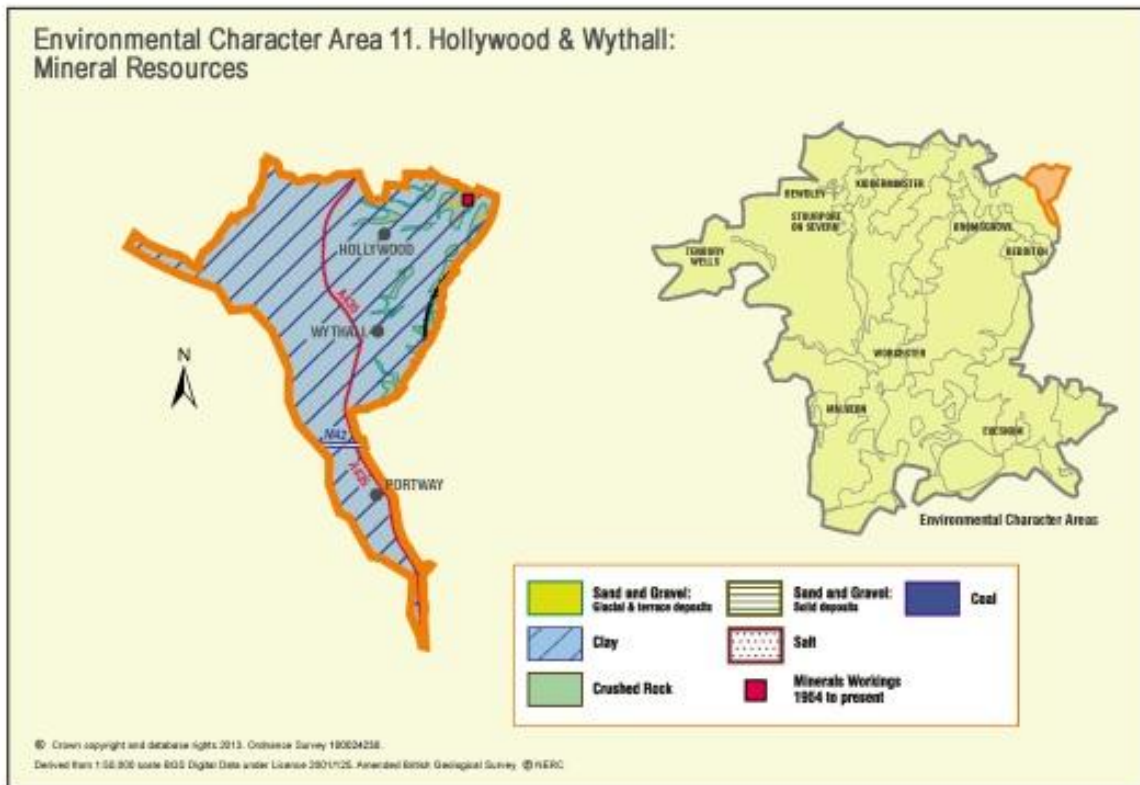 Environmental Character Area 11. Hollywood & Wythall:
Mineral Resources
HOLLYWOOD
A435
WYTHALL
N
M42
A435
PORTWAY
KIDDERMINSTER
BEWDLEY
STOURPORT
ON SEVERN
BROMSGROVE
REDDITCH
TENBURY
WELLS
WORCESTER
MALVERN
EVESHAM
Environmental Character Areas
Sand and Gravel:
Glacial & terrace deposits
Sand and Gravel:
Solid deposits
Coal
Clay
Salt
Crushed Rock
Minerals Workings
1954 to present
© Crown copyright and database rights 2013. Ordnance Survey 100024230.
Derived from 1:50,000 scale BGS Digital Data under License 2001/125. Amended British Geological Survey. © NERC